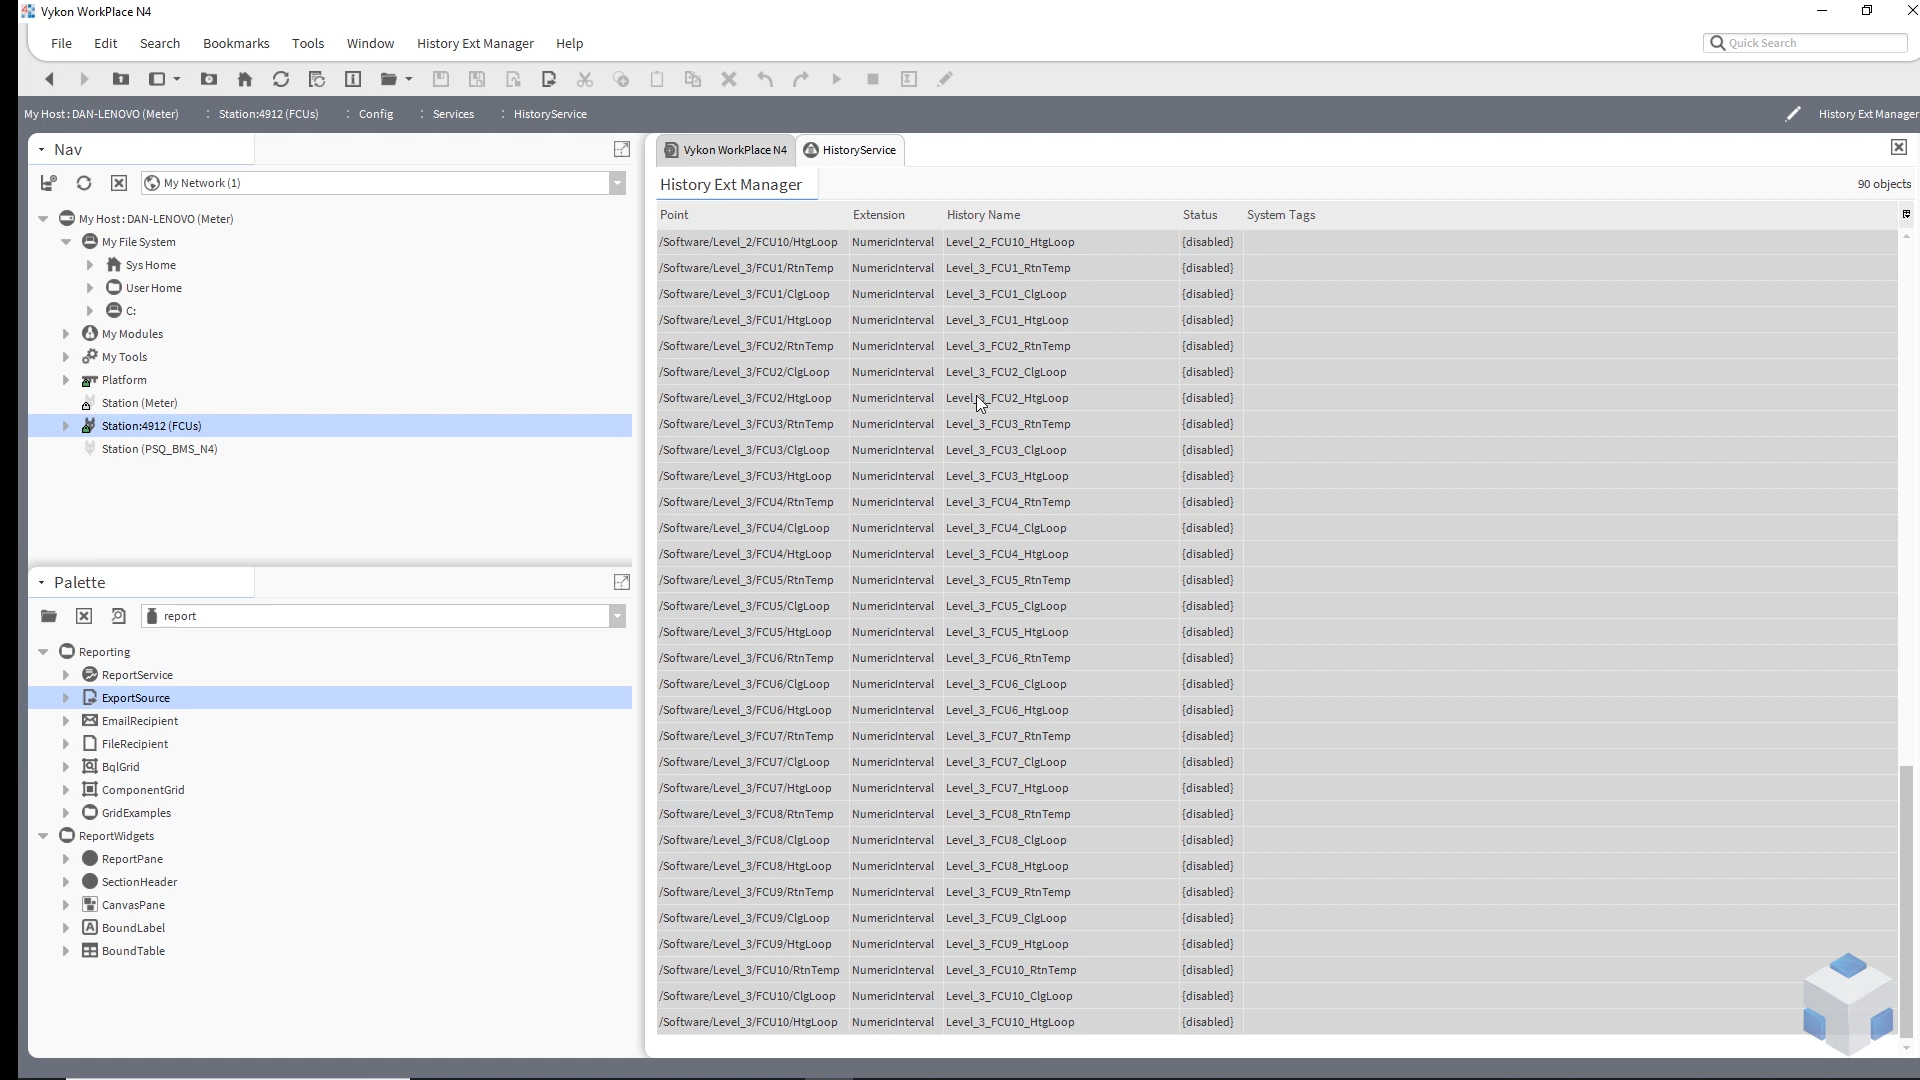 Vykon WorkPlace N4
File Edit Search Bookmarks Tools Window History Ext Manager Help
Quick Search
My Host : DAN-LENOVO (Meter) : Station:4912 (FCUs) : Config : Services : HistoryService
History Ext Manager
Nav
My Network (1)
My Host : DAN-LENOVO (Meter)
My File System
Sys Home
User Home
C:
My Modules
My Tools
Platform
Station (Meter)
Station:4912 (FCUs)
Station (PSQ_BMS_N4)
Palette
report
Reporting
ReportService
ExportSource
EmailRecipient
FileRecipient
BqlGrid
ComponentGrid
GridExamples
ReportWidgets
ReportPane
SectionHeader
CanvasPane
BoundLabel
BoundTable
Vykon WorkPlace N4 HistoryService
History Ext Manager 90 objects
Point Extension History Name Status System Tags
/Software/Level_2/FCU10/HtgLoop NumericInterval Level_2_FCU10_HtgLoop {disabled}
/Software/Level_3/FCU1/RtnTemp NumericInterval Level_3_FCU1_RtnTemp {disabled}
/Software/Level_3/FCU1/ClgLoop NumericInterval Level_3_FCU1_ClgLoop {disabled}
/Software/Level_3/FCU1/HtgLoop NumericInterval Level_3_FCU1_HtgLoop {disabled}
/Software/Level_3/FCU2/RtnTemp NumericInterval Level_3_FCU2_RtnTemp {disabled}
/Software/Level_3/FCU2/ClgLoop NumericInterval Level_3_FCU2_ClgLoop {disabled}
/Software/Level_3/FCU2/HtgLoop NumericInterval Level_3_FCU2_HtgLoop {disabled}
/Software/Level_3/FCU3/RtnTemp NumericInterval Level_3_FCU3_RtnTemp {disabled}
/Software/Level_3/FCU3/ClgLoop NumericInterval Level_3_FCU3_ClgLoop {disabled}
/Software/Level_3/FCU3/HtgLoop NumericInterval Level_3_FCU3_HtgLoop {disabled}
/Software/Level_3/FCU4/RtnTemp NumericInterval Level_3_FCU4_RtnTemp {disabled}
/Software/Level_3/FCU4/ClgLoop NumericInterval Level_3_FCU4_ClgLoop {disabled}
/Software/Level_3/FCU4/HtgLoop NumericInterval Level_3_FCU4_HtgLoop {disabled}
/Software/Level_3/FCU5/RtnTemp NumericInterval Level_3_FCU5_RtnTemp {disabled}
/Software/Level_3/FCU5/ClgLoop NumericInterval Level_3_FCU5_ClgLoop {disabled}
/Software/Level_3/FCU5/HtgLoop NumericInterval Level_3_FCU5_HtgLoop {disabled}
/Software/Level_3/FCU6/RtnTemp NumericInterval Level_3_FCU6_RtnTemp {disabled}
/Software/Level_3/FCU6/ClgLoop NumericInterval Level_3_FCU6_ClgLoop {disabled}
/Software/Level_3/FCU6/HtgLoop NumericInterval Level_3_FCU6_HtgLoop {disabled}
/Software/Level_3/FCU7/RtnTemp NumericInterval Level_3_FCU7_RtnTemp {disabled}
/Software/Level_3/FCU7/ClgLoop NumericInterval Level_3_FCU7_ClgLoop {disabled}
/Software/Level_3/FCU7/HtgLoop NumericInterval Level_3_FCU7_HtgLoop {disabled}
/Software/Level_3/FCU8/RtnTemp NumericInterval Level_3_FCU8_RtnTemp {disabled}
/Software/Level_3/FCU8/ClgLoop NumericInterval Level_3_FCU8_ClgLoop {disabled}
/Software/Level_3/FCU8/HtgLoop NumericInterval Level_3_FCU8_HtgLoop {disabled}
/Software/Level_3/FCU9/RtnTemp NumericInterval Level_3_FCU9_RtnTemp {disabled}
/Software/Level_3/FCU9/ClgLoop NumericInterval Level_3_FCU9_ClgLoop {disabled}
/Software/Level_3/FCU9/HtgLoop NumericInterval Level_3_FCU9_HtgLoop {disabled}
/Software/Level_3/FCU10/RtnTemp NumericInterval Level_3_FCU10_RtnTemp {disabled}
/Software/Level_3/FCU10/ClgLoop NumericInterval Level_3_FCU10_ClgLoop {disabled}
/Software/Level_3/FCU10/HtgLoop NumericInterval Level_3_FCU10_HtgLoop {disabled}